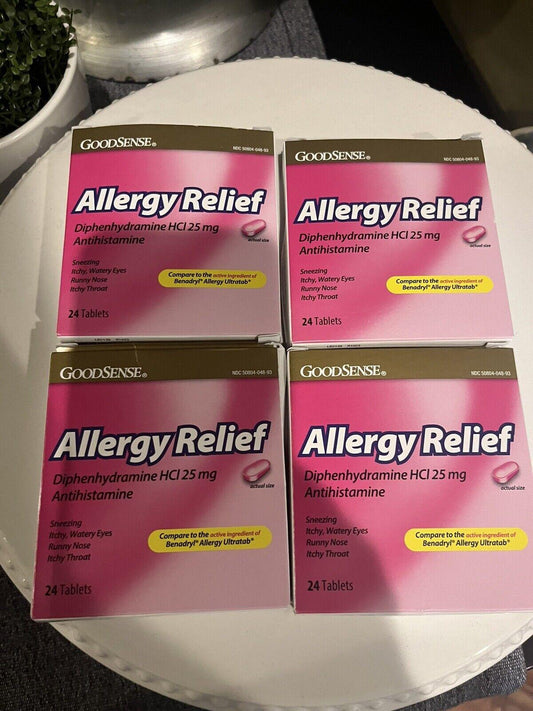 GOODSENSE®
NDC 50804-048-93
Allergy Relief
Diphenhydramine HCl 25 mg
Antihistamine
actual size
Sneezing
Itchy, Watery Eyes
Runny Nose
Itchy Throat
Compare to the active ingredient of
Benadryl® Allergy Ultratab®
24 Tablets
GOODSENSE®
NDC 50804-048-93
Allergy Relief
Diphenhydramine HCl 25 mg
Antihistamine
actual size
Sneezing
Itchy, Watery Eyes
Runny Nose
Itchy Throat
Compare to the active ingredient of
Benadryl® Allergy Ultratab®
24 Tablets
GOODSENSE®
NDC 50804-048-93
Allergy Relief
Diphenhydramine HCl 25 mg
Antihistamine
actual size
Sneezing
Itchy, Watery Eyes
Runny Nose
Itchy Throat
Compare to the active ingredient of
Benadryl® Allergy Ultratab®
24 Tablets
GOODSENSE®
NDC 50804-048-93
Allergy Relief
Diphenhydramine HCl 25 mg
Antihistamine
actual size
Sneezing
Itchy, Watery Eyes
Runny Nose
Itchy Throat
Compare to the active ingredient of
Benadryl® Allergy Ultratab®
24 Tablets